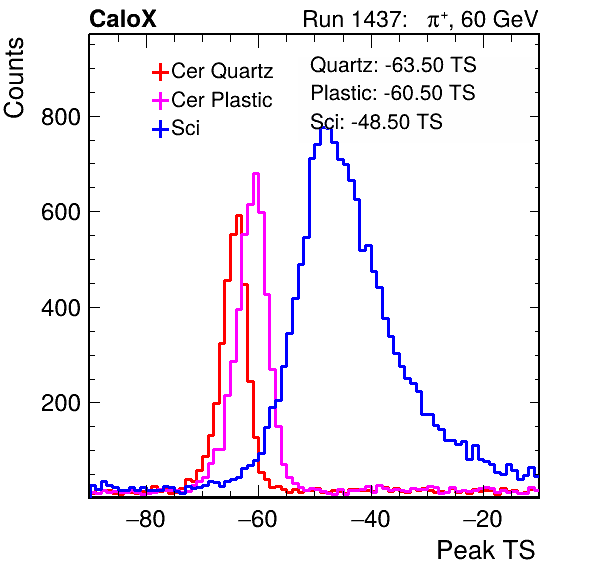 CaloX Run 1437: π⁺, 60 GeV
Counts
Cer Quartz
Cer Plastic
Sci
Quartz: -63.50 TS
Plastic: -60.50 TS
Sci: -48.50 TS
800
600
400
200
−80 −60 −40 −20
Peak TS